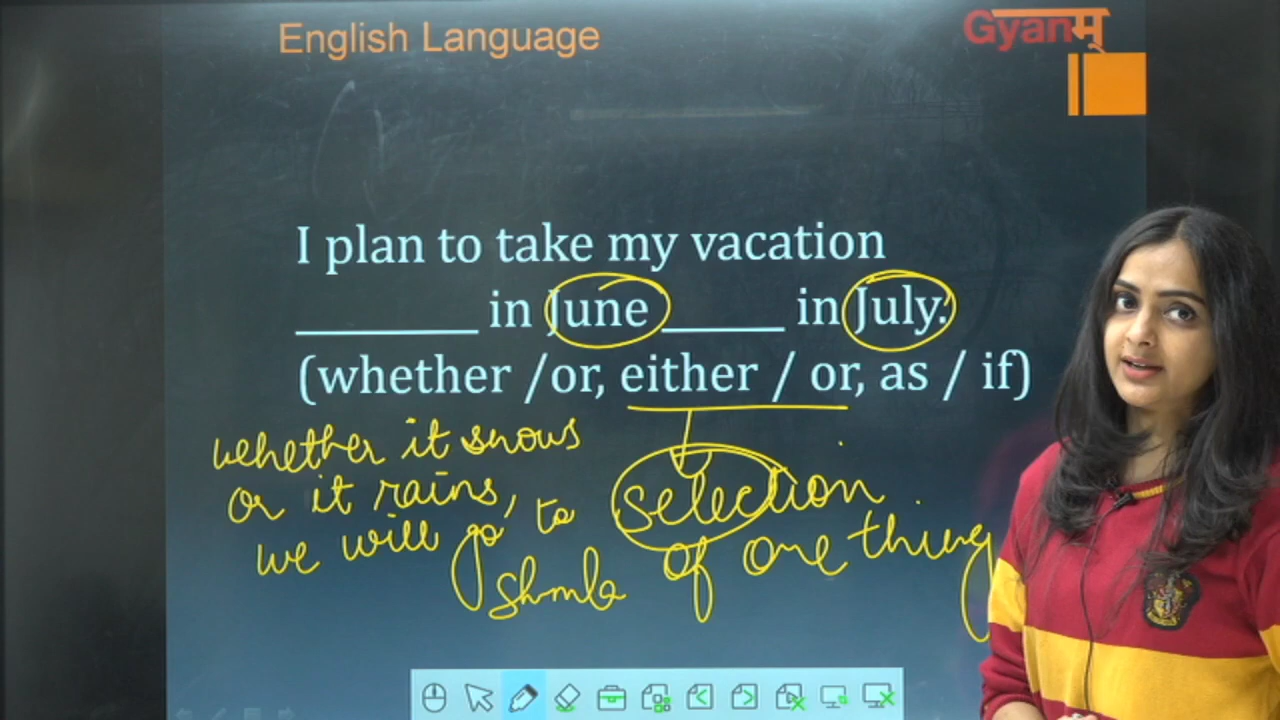 English Language
Gyanम्
I plan to take my vacation
________ in June _____ in July.
(whether /or, either / or, as / if)
whether it snows
or it rains,
we will go to
Shimla
selection
of one thing